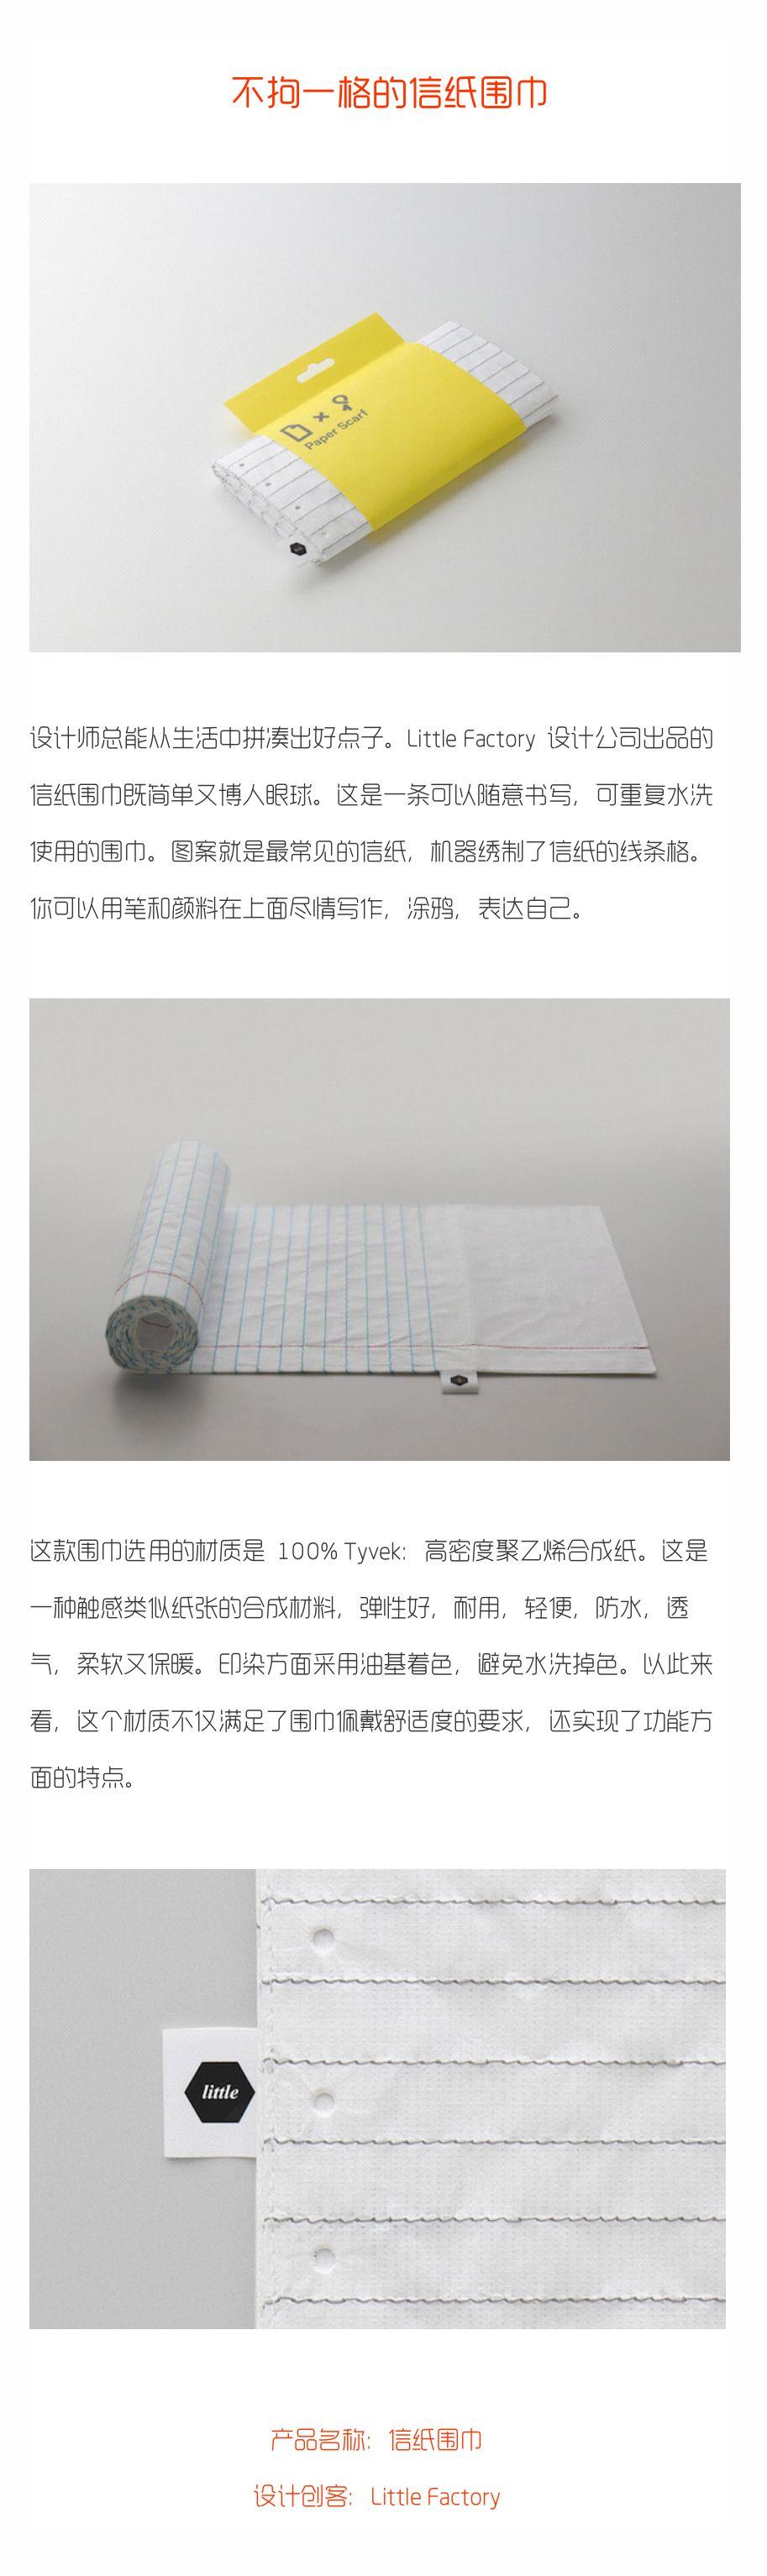 不拘一格的信纸围巾
Paper Scarf
设计师总能从生活中拼凑出好点子。Little Factory 设计公司出品的
信纸围巾既简单又博人眼球。这是一条可以随意书写，可重复水洗
使用的围巾。图案就是最常见的信纸，机器绣制了信纸的线条格。
你可以用笔和颜料在上面尽情写作，涂鸦，表达自己。
这款围巾选用的材质是 100% Tyvek：高密度聚乙烯合成纸。这是
一种触感类似纸张的合成材料，弹性好，耐用，轻便，防水，透
气，柔软又保暖。印染方面采用油基着色，避免水洗掉色。以此来
看，这个材质不仅满足了围巾佩戴舒适度的要求，还实现了功能方
面的特点。
little
产品名称：信纸围巾
设计创客：Little Factory